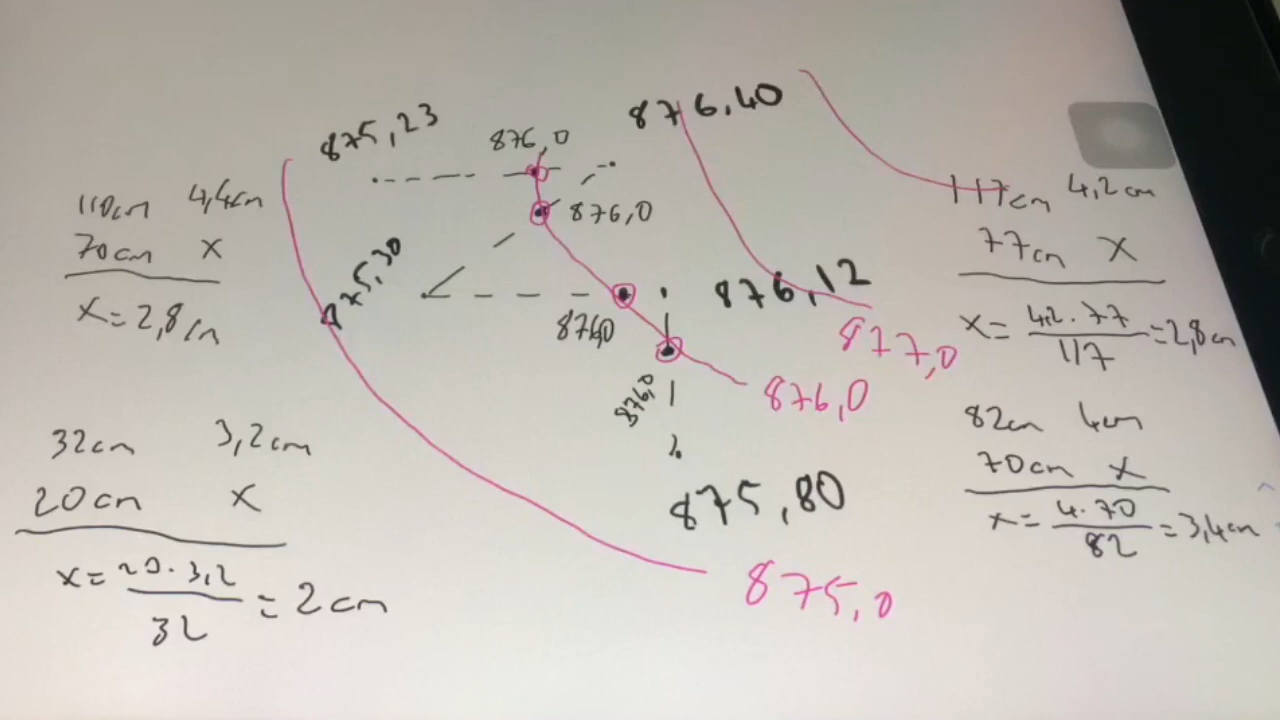 875,23
876,0
876,40
110cm 4,4cm
70cm x
x=2,8cm
876,0
117cm 4,2cm
77cm x
x= 4,2.77 =2,8cm
117
875,30
876,12
876,0
877,0
876,0
876,0
82cm 4cm
70cm x
x= 4.70 =3,4cm
82
32cm 3,2cm
20cm x
x= 20.3,2 = 2cm
32
875,80
875,0